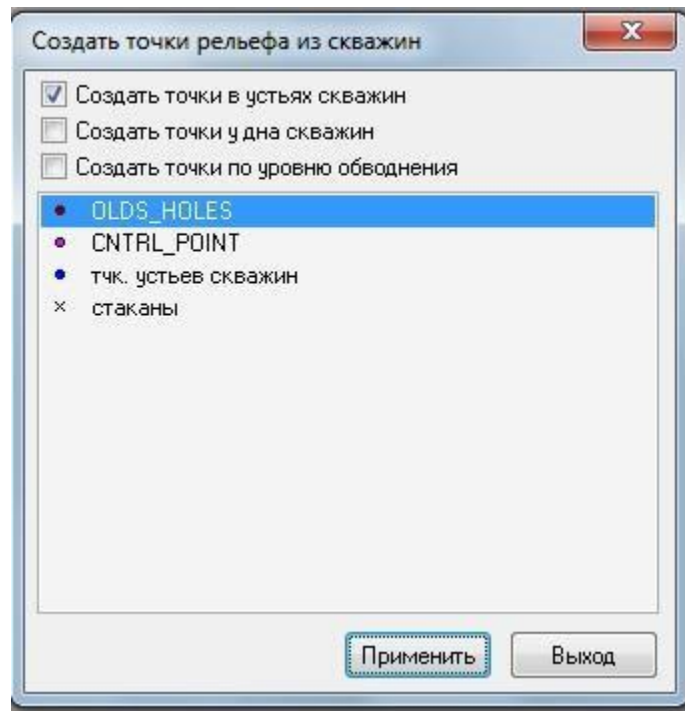 Создать точки рельефа из скважин
Создать точки в устьях скважин
Создать точки у дна скважин
Создать точки по уровню обводнения
OLDS_HOLES
CNTRL_POINT
тчк. устьев скважин
стаканы
Применить Выход